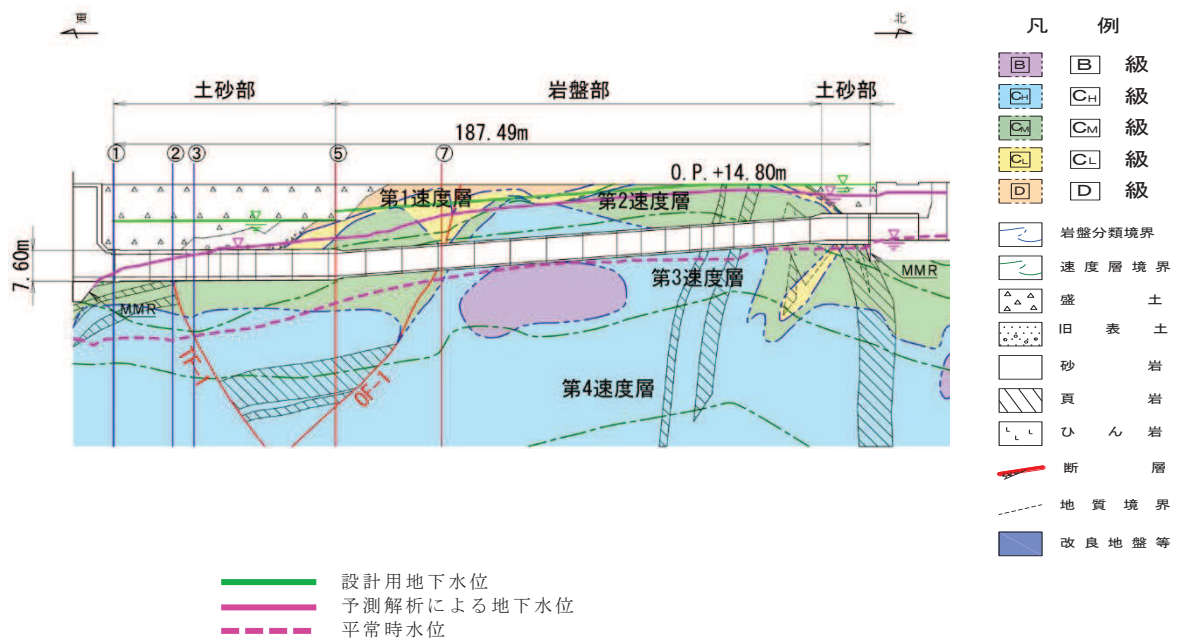 東
北
土砂部
岩盤部
土砂部
187.49m
①
②
③
⑤
⑦
O.P.+14.80m
第1速度層
第2速度層
第3速度層
第4速度層
7.60m
MMR
MMR
TF-1
OF-1
凡 例
B B 級
CH CH 級
CM CM 級
CL CL 級
D D 級
岩盤分類境界
速度層境界
盛土
旧表土
砂岩
頁岩
ひん岩
断層
地質境界
改良地盤等
設計用地下水位
予測解析による地下水位
平常時水位